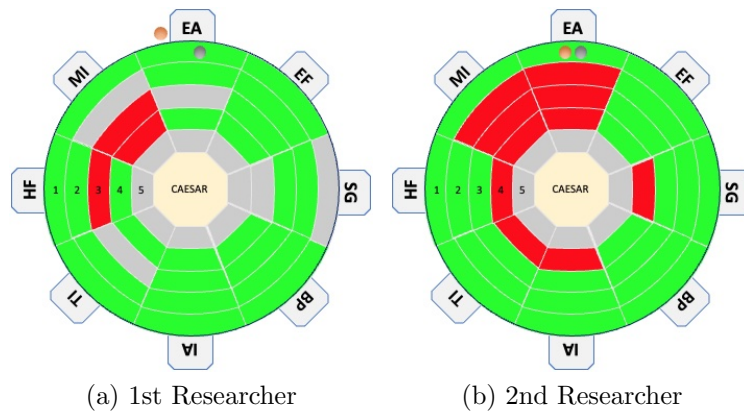 EA EA
MI EF MI EF
HF 1 2 3 4 5 CAESAR SG HF 1 2 3 4 5 CAESAR SG
TI BP TI BP
IA IA
(a) 1st Researcher (b) 2nd Researcher